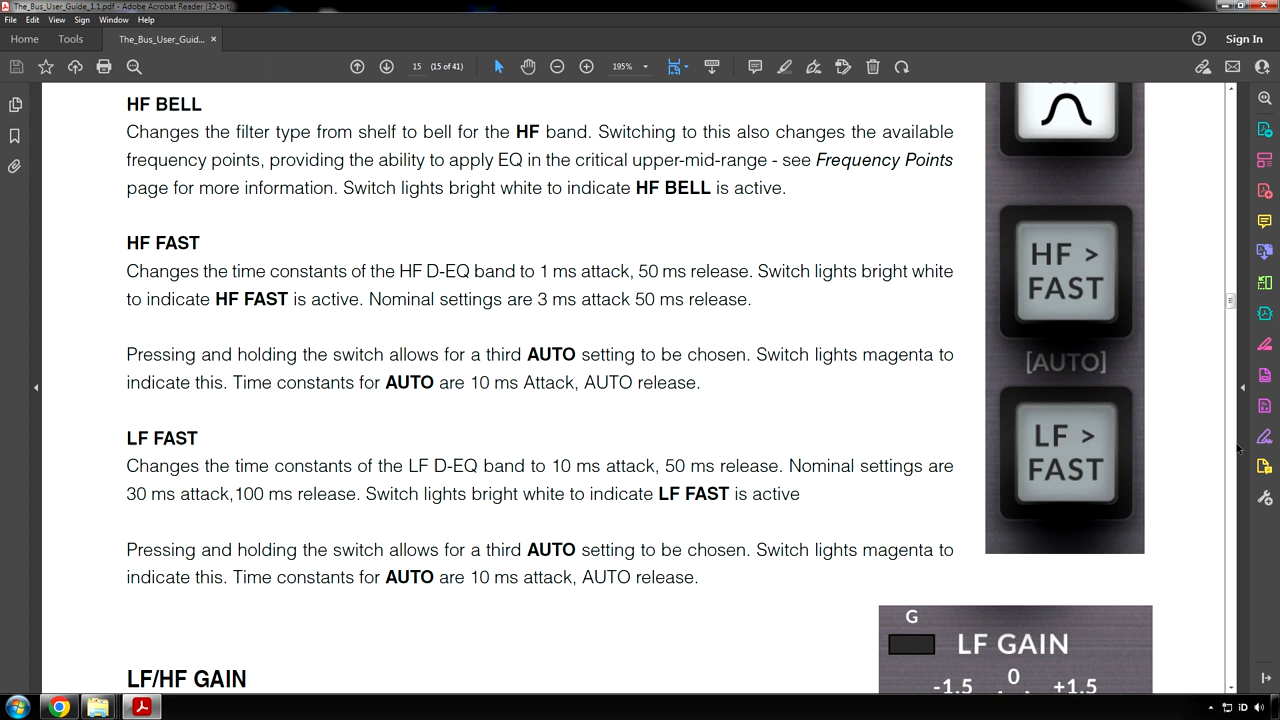 The_Bus_User_Guide_1.1.pdf - Adobe Acrobat Reader (32-bit)
File Edit View Sign Window Help
Home Tools The_Bus_User_Guid... × Sign In
15 (15 of 41) 195%
HF BELL
Changes the filter type from shelf to bell for the HF band. Switching to this also changes the available
frequency points, providing the ability to apply EQ in the critical upper-mid-range - see Frequency Points
page for more information. Switch lights bright white to indicate HF BELL is active.
HF FAST
Changes the time constants of the HF D-EQ band to 1 ms attack, 50 ms release. Switch lights bright white
to indicate HF FAST is active. Nominal settings are 3 ms attack 50 ms release.
Pressing and holding the switch allows for a third AUTO setting to be chosen. Switch lights magenta to
indicate this. Time constants for AUTO are 10 ms Attack, AUTO release.
LF FAST
Changes the time constants of the LF D-EQ band to 10 ms attack, 50 ms release. Nominal settings are
30 ms attack,100 ms release. Switch lights bright white to indicate LF FAST is active
Pressing and holding the switch allows for a third AUTO setting to be chosen. Switch lights magenta to
indicate this. Time constants for AUTO are 10 ms attack, AUTO release.
LF/HF GAIN
HF >
FAST
[AUTO]
LF >
FAST
G
LF GAIN
0
-1.5 +1.5
iD